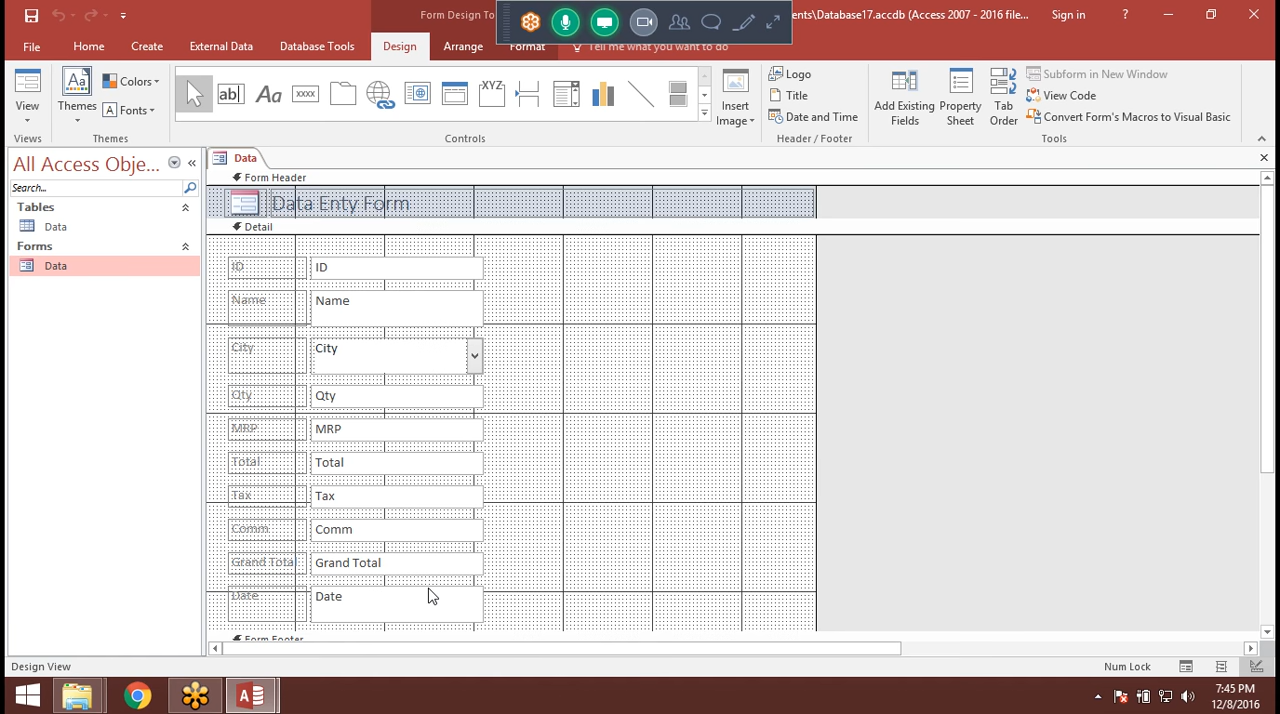 Form Design To
ents\Database17.accdb (Access 2007 - 2016 file...
Sign in
?
File
Home
Create
External Data
Database Tools
Design
Arrange
Format
Tell me what you want to do
View
Themes
Colors
Fonts
ab
Aa
xxxx
XYZ
Insert
Image
Logo
Title
Date and Time
Add Existing
Fields
Property
Sheet
Tab
Order
Subform in New Window
View Code
Convert Form's Macros to Visual Basic
Views
Themes
Controls
Header / Footer
Tools
All Access Obje...
Search...
Tables
Data
Forms
Data
Data
Form Header
Data Enty Form
Detail
ID
ID
Name
Name
City
City
Qty
Qty
MRP
MRP
Total
Total
Tax
Tax
Comm
Comm
Grand Total
Grand Total
Date
Date
Form Footer
Design View
Num Lock
7:45 PM
12/8/2016